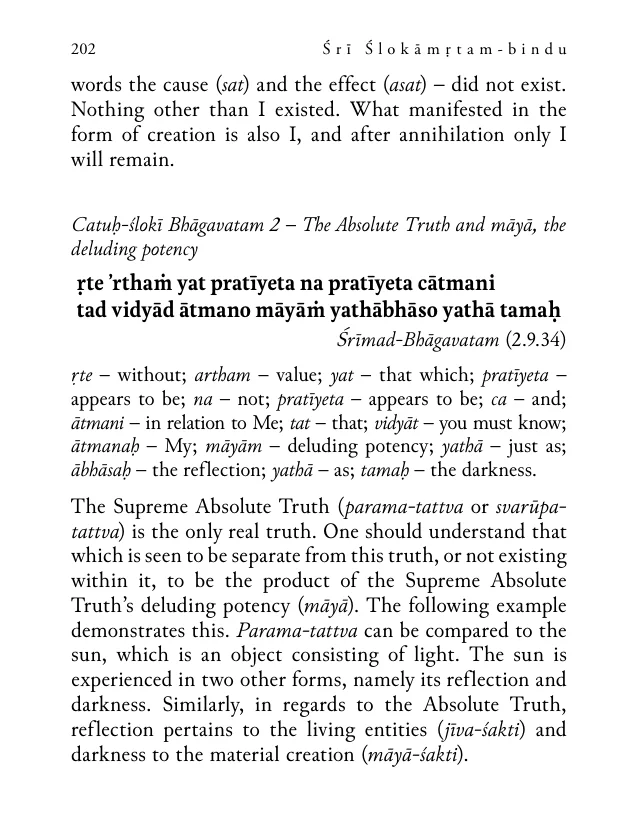 202 Śrī Ślokāmṛtam-bindu
words the cause (sat) and the effect (asat) – did not exist.
Nothing other than I existed. What manifested in the
form of creation is also I, and after annihilation only I
will remain.
Catuḥ-ślokī Bhāgavatam 2 – The Absolute Truth and māyā, the
deluding potency
ṛte ’rthaṁ yat pratīyeta na pratīyeta cātmani
tad vidyād ātmano māyāṁ yathābhāso yathā tamaḥ
Śrīmad-Bhāgavatam (2.9.34)
ṛte – without; artham – value; yat – that which; pratīyeta –
appears to be; na – not; pratīyeta – appears to be; ca – and;
ātmani – in relation to Me; tat – that; vidyāt – you must know;
ātmanaḥ – My; māyām – deluding potency; yathā – just as;
ābhāsaḥ – the reflection; yathā – as; tamaḥ – the darkness.
The Supreme Absolute Truth (parama-tattva or svarūpa-
tattva) is the only real truth. One should understand that
which is seen to be separate from this truth, or not existing
within it, to be the product of the Supreme Absolute
Truth’s deluding potency (māyā). The following example
demonstrates this. Parama-tattva can be compared to the
sun, which is an object consisting of light. The sun is
experienced in two other forms, namely its reflection and
darkness. Similarly, in regards to the Absolute Truth,
reflection pertains to the living entities (jīva-śakti) and
darkness to the material creation (māyā-śakti).